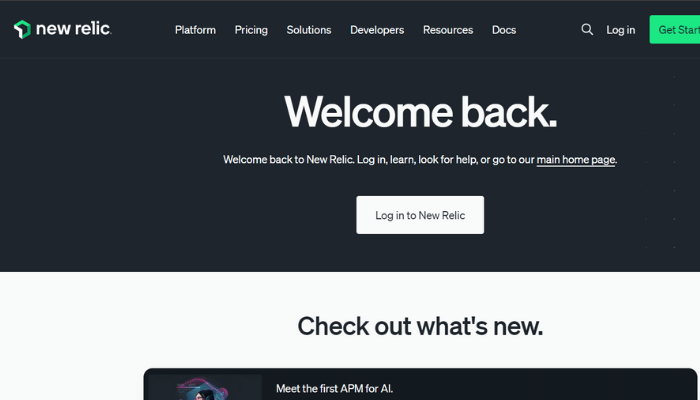 new relic.
Platform Pricing Solutions Developers Resources Docs Log in Get Start
Welcome back.
Welcome back to New Relic. Log in, learn, look for help, or go to our main home page.
Log in to New Relic
Check out what's new.
Meet the first APM for AI.